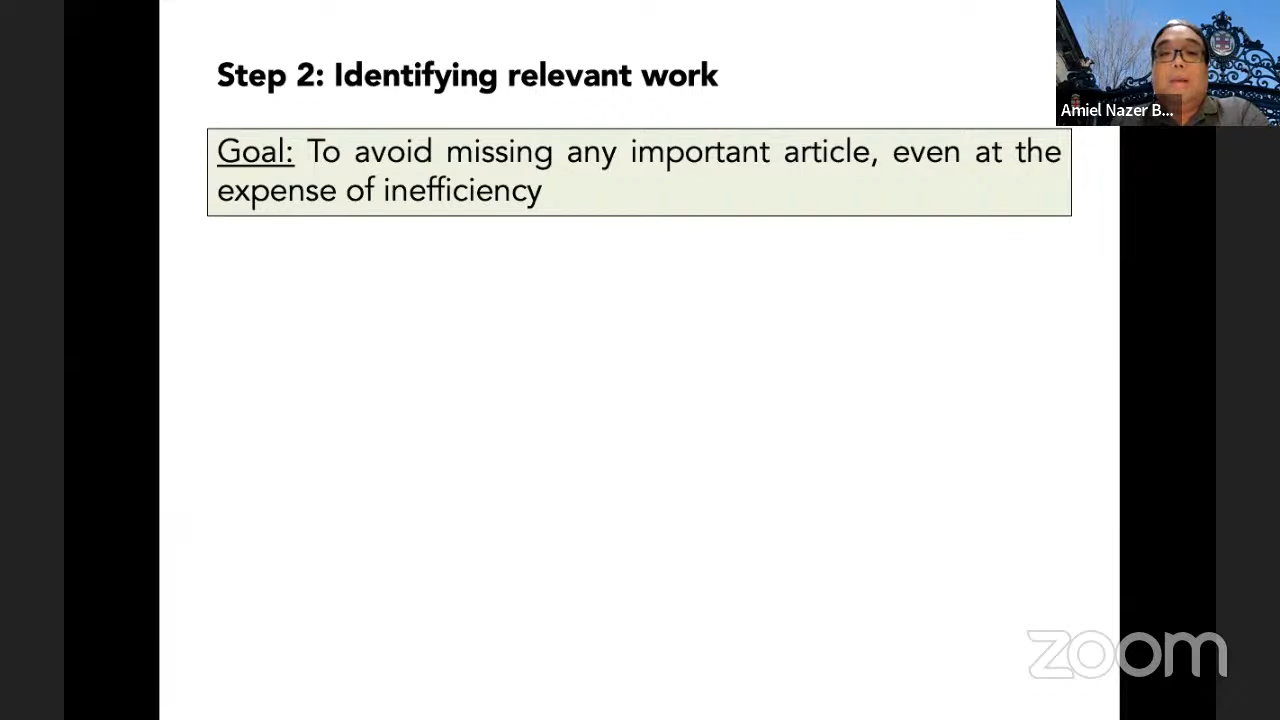 Step 2: Identifying relevant work
Amiel Nazer B...
Goal: To avoid missing any important article, even at the
expense of inefficiency
zoom